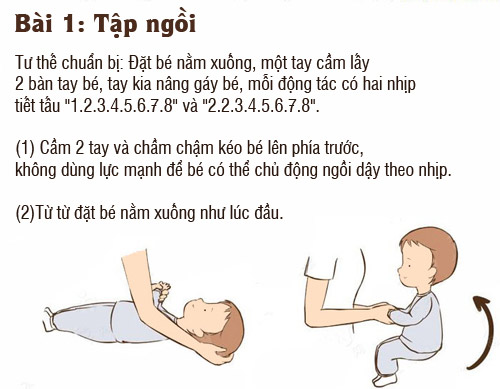 Bài 1: Tập ngồi
Tư thế chuẩn bị: Đặt bé nằm xuống, một tay cầm lấy
2 bàn tay bé, tay kia nâng gáy bé, mỗi động tác có hai nhịp
tiết tấu "1.2.3.4.5.6.7.8" và "2.2.3.4.5.6.7.8".
(1) Cầm 2 tay và chầm chậm kéo bé lên phía trước,
không dùng lực mạnh để bé có thể chủ động ngồi dậy theo nhịp.
(2)Từ từ đặt bé nằm xuống như lúc đầu.